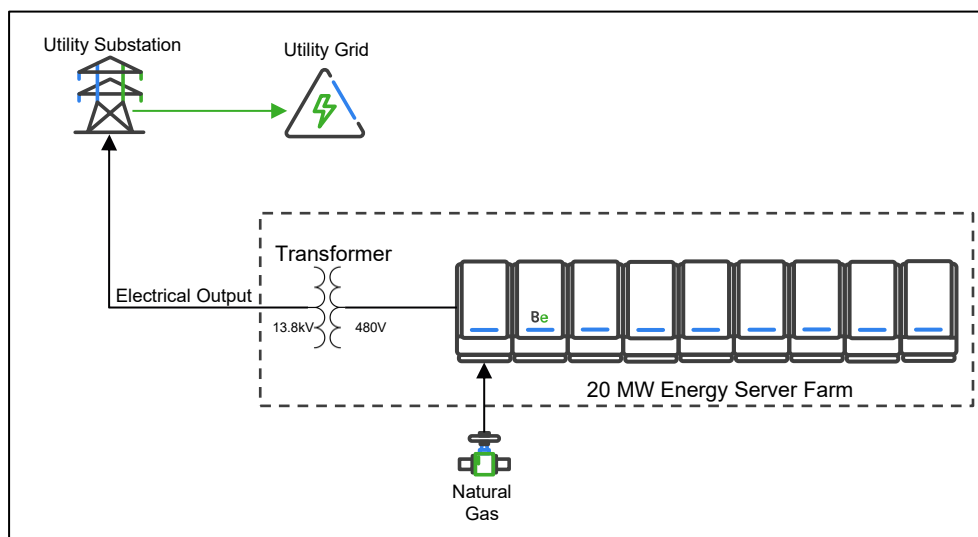 Utility Substation
Utility Grid
Transformer
Electrical Output
13.8kV
480V
Be
20 MW Energy Server Farm
Natural
Gas